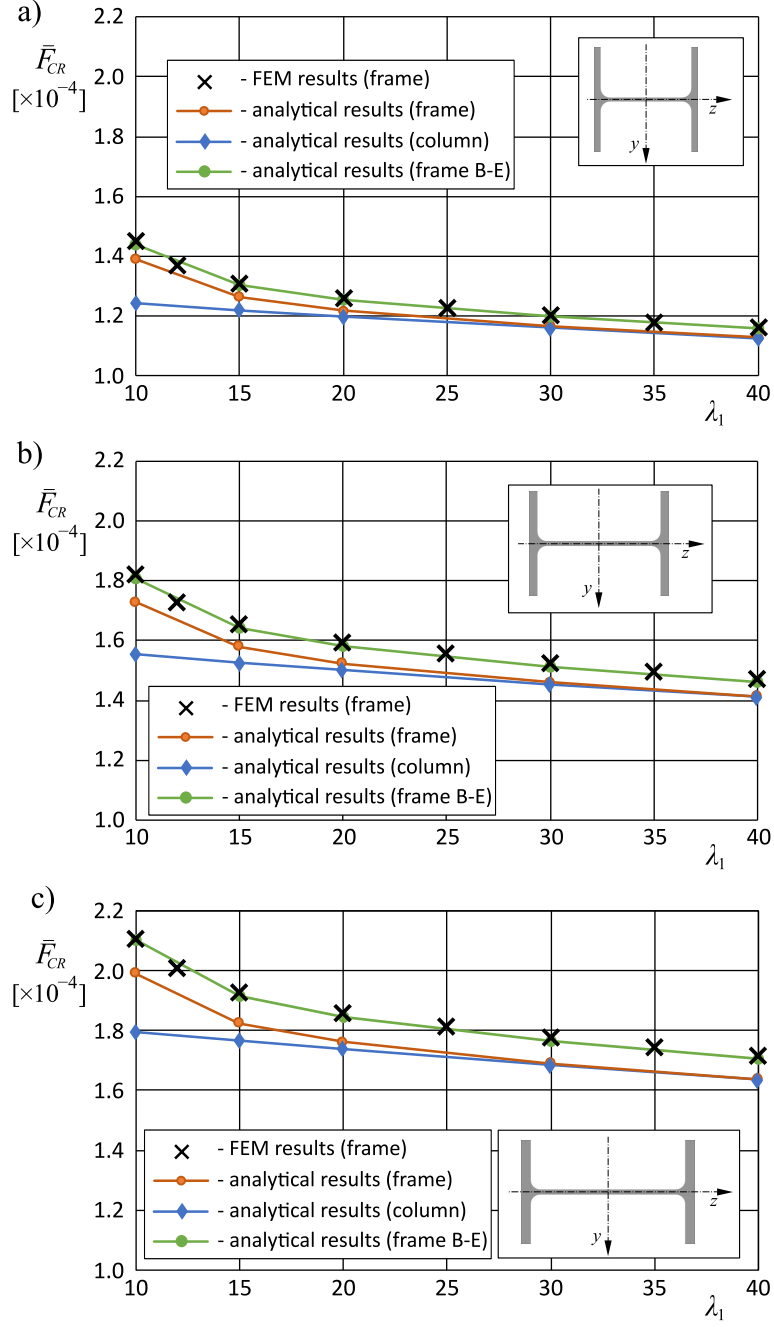 a)
F̄_CR
[×10⁻⁴]
2.2
2.0
1.8
1.6
1.4
1.2
1.0
- FEM results (frame)
- analytical results (frame)
- analytical results (column)
- analytical results (frame B-E)
z
y
10 15 20 25 30 35 40
λ₁
b)
F̄_CR
[×10⁻⁴]
2.2
2.0
1.8
1.6
1.4
1.2
1.0
z
y
- FEM results (frame)
- analytical results (frame)
- analytical results (column)
- analytical results (frame B-E)
10 15 20 25 30 35 40
λ₁
c)
F̄_CR
[×10⁻⁴]
2.2
2.0
1.8
1.6
1.4
1.2
1.0
- FEM results (frame)
- analytical results (frame)
- analytical results (column)
- analytical results (frame B-E)
z
y
10 15 20 25 30 35 40
λ₁